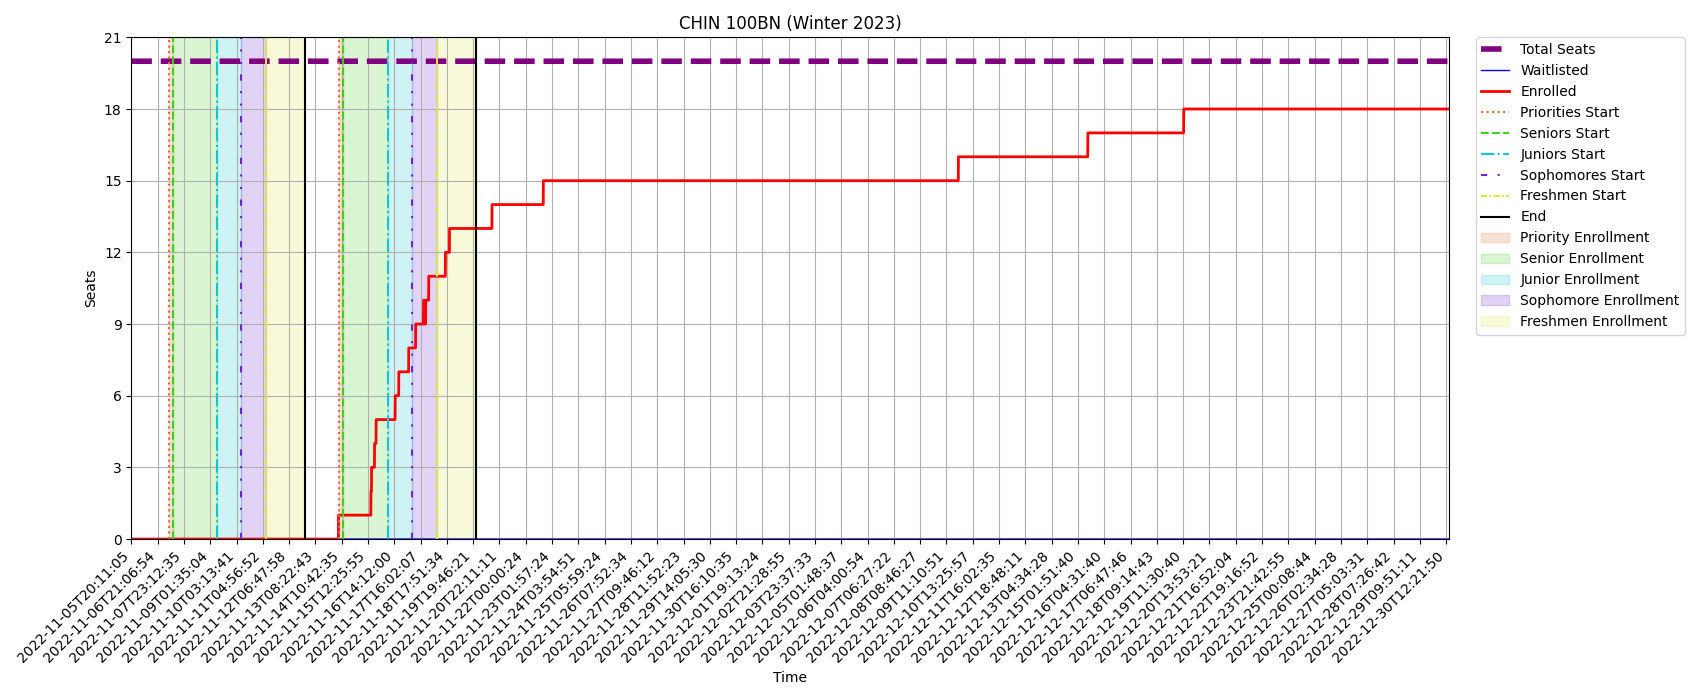 CHIN 100BN (Winter 2023)
21
18
15
12
9
6
3
0
Seats
2022-11-05T20:11:05
2022-11-06T21:06:54
2022-11-07T23:12:35
2022-11-09T01:35:04
2022-11-10T03:13:41
2022-11-11T04:56:52
2022-11-12T06:47:58
2022-11-13T08:22:43
2022-11-14T10:42:35
2022-11-15T12:25:55
2022-11-16T14:12:00
2022-11-17T16:02:07
2022-11-18T17:51:34
2022-11-19T19:46:21
2022-11-20T22:11:11
2022-11-22T00:00:24
2022-11-23T01:57:24
2022-11-24T03:54:51
2022-11-25T05:59:24
2022-11-26T07:52:34
2022-11-27T09:46:12
2022-11-28T11:52:23
2022-11-29T14:05:30
2022-11-30T16:10:35
2022-12-01T19:13:24
2022-12-02T21:28:55
2022-12-03T23:37:33
2022-12-05T01:48:37
2022-12-06T04:00:54
2022-12-07T06:27:22
2022-12-08T08:46:27
2022-12-09T11:10:51
2022-12-10T13:25:57
2022-12-11T16:02:35
2022-12-12T18:48:11
2022-12-13T04:34:28
2022-12-15T01:51:40
2022-12-16T04:31:40
2022-12-17T06:47:46
2022-12-18T09:14:43
2022-12-19T11:30:40
2022-12-20T13:53:21
2022-12-21T16:52:04
2022-12-22T19:16:52
2022-12-23T21:42:55
2022-12-25T00:08:44
2022-12-26T02:34:28
2022-12-27T05:03:31
2022-12-28T07:26:42
2022-12-29T09:51:11
2022-12-30T12:21:50
Time
Total Seats
Waitlisted
Enrolled
Priorities Start
Seniors Start
Juniors Start
Sophomores Start
Freshmen Start
End
Priority Enrollment
Senior Enrollment
Junior Enrollment
Sophomore Enrollment
Freshmen Enrollment